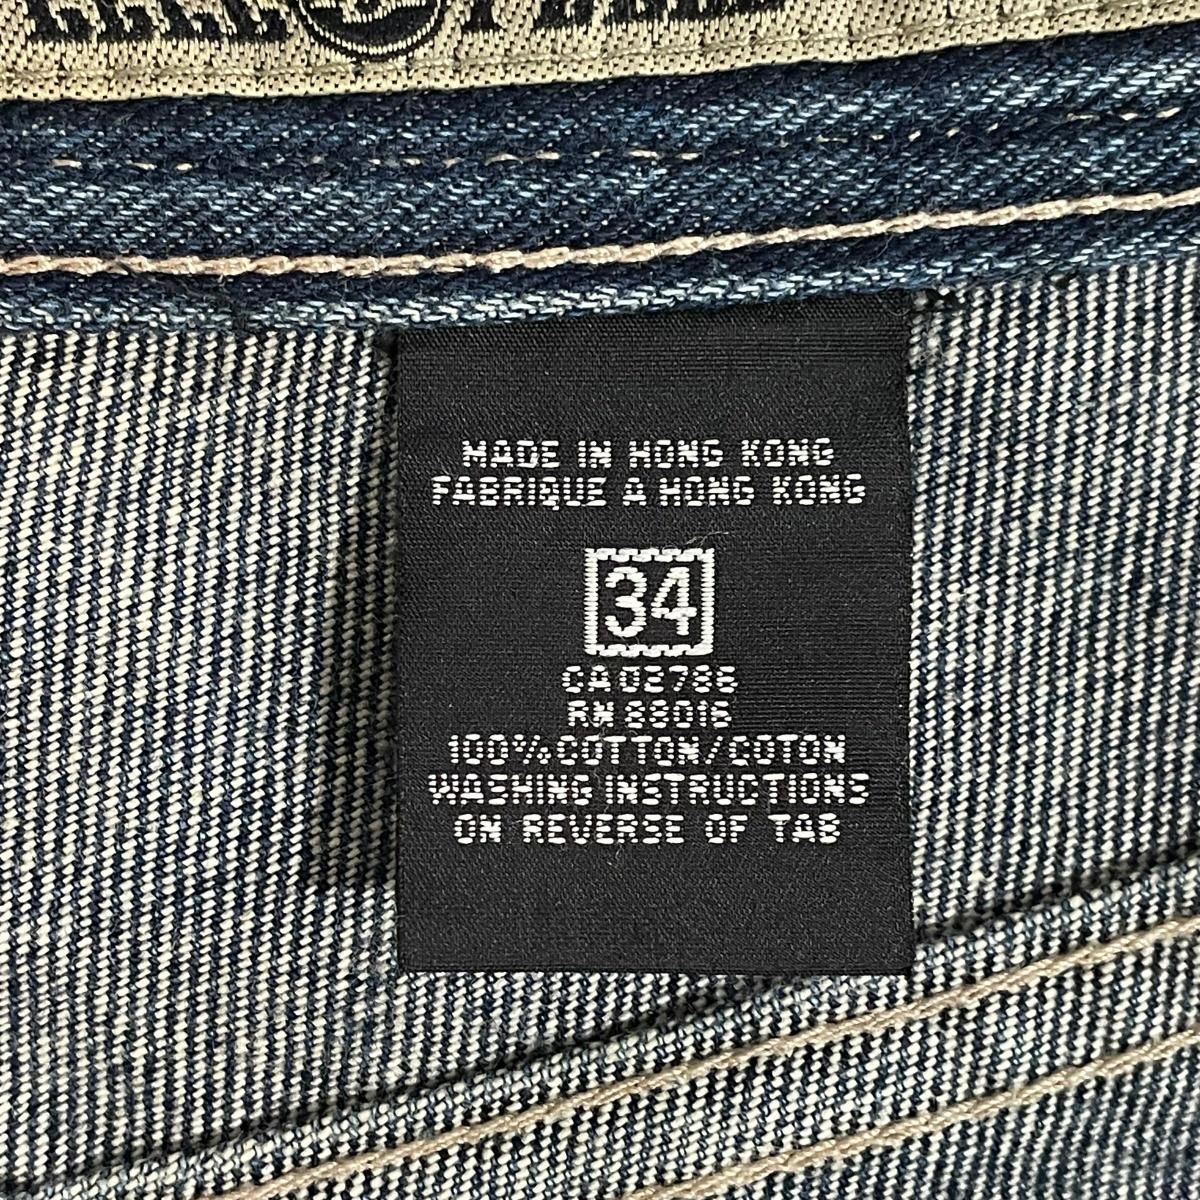 MADE IN HONG KONG
FABRIQUE A HONG KONG
34
CA 02786
RN 88016
100% COTTON/COTON
WASHING INSTRUCTIONS
ON REVERSE OF TAB